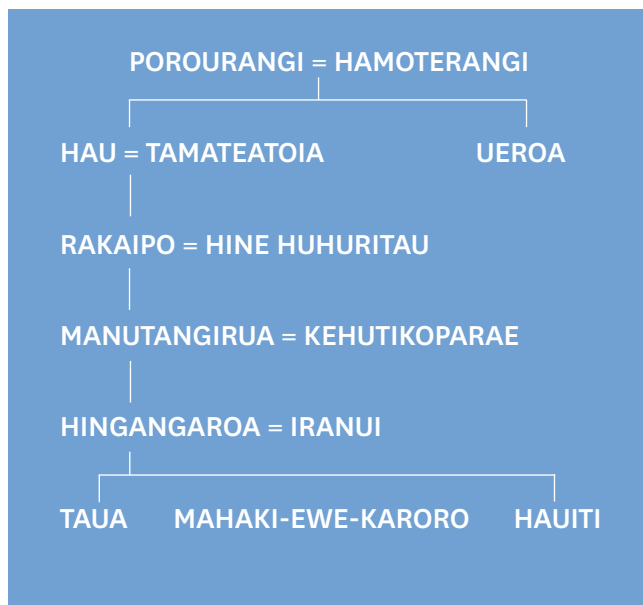 POROURANGI = HAMOTERANGI
HAU = TAMATEATOIA UEROA
RAKAIPO = HINE HUHURITAU
MANUTANGIRUA = KEHUTIKOPARAE
HINGANGAROA = IRANUI
TAUA MAHAKI-EWE-KARORO HAUITI